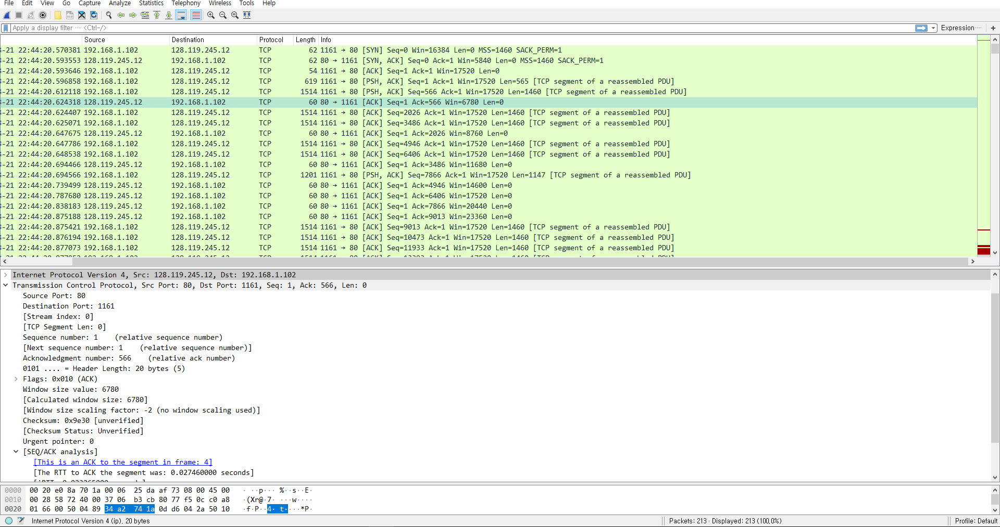 File Edit View Go Capture Analyze Statistics Telephony Wireless Tools Help
Apply a display filter ··· <Ctrl-/> Expression··· +
Source Destination Protocol Length Info
-21 22:44:20.570381 192.168.1.102 128.119.245.12 TCP 62 1161 → 80 [SYN] Seq=0 Win=16384 Len=0 MSS=1460 SACK_PERM=1
-21 22:44:20.593553 128.119.245.12 192.168.1.102 TCP 62 80 → 1161 [SYN, ACK] Seq=0 Ack=1 Win=5840 Len=0 MSS=1460 SACK_PERM=1
-21 22:44:20.593646 192.168.1.102 128.119.245.12 TCP 54 1161 → 80 [ACK] Seq=1 Ack=1 Win=17520 Len=0
-21 22:44:20.596858 192.168.1.102 128.119.245.12 TCP 619 1161 → 80 [PSH, ACK] Seq=1 Ack=1 Win=17520 Len=565 [TCP segment of a reassembled PDU]
-21 22:44:20.612118 192.168.1.102 128.119.245.12 TCP 1514 1161 → 80 [PSH, ACK] Seq=566 Ack=1 Win=17520 Len=1460 [TCP segment of a reassembled PDU]
-21 22:44:20.624318 128.119.245.12 192.168.1.102 TCP 60 80 → 1161 [ACK] Seq=1 Ack=566 Win=6780 Len=0
-21 22:44:20.624407 192.168.1.102 128.119.245.12 TCP 1514 1161 → 80 [ACK] Seq=2026 Ack=1 Win=17520 Len=1460 [TCP segment of a reassembled PDU]
-21 22:44:20.625071 192.168.1.102 128.119.245.12 TCP 1514 1161 → 80 [ACK] Seq=3486 Ack=1 Win=17520 Len=1460 [TCP segment of a reassembled PDU]
-21 22:44:20.647675 128.119.245.12 192.168.1.102 TCP 60 80 → 1161 [ACK] Seq=1 Ack=2026 Win=8760 Len=0
-21 22:44:20.647786 192.168.1.102 128.119.245.12 TCP 1514 1161 → 80 [ACK] Seq=4946 Ack=1 Win=17520 Len=1460 [TCP segment of a reassembled PDU]
-21 22:44:20.648538 192.168.1.102 128.119.245.12 TCP 1514 1161 → 80 [ACK] Seq=6406 Ack=1 Win=17520 Len=1460 [TCP segment of a reassembled PDU]
-21 22:44:20.694466 128.119.245.12 192.168.1.102 TCP 60 80 → 1161 [ACK] Seq=1 Ack=3486 Win=11680 Len=0
-21 22:44:20.694566 192.168.1.102 128.119.245.12 TCP 1201 1161 → 80 [PSH, ACK] Seq=7866 Ack=1 Win=17520 Len=1147 [TCP segment of a reassembled PDU]
-21 22:44:20.739499 128.119.245.12 192.168.1.102 TCP 60 80 → 1161 [ACK] Seq=1 Ack=4946 Win=14600 Len=0
-21 22:44:20.787680 128.119.245.12 192.168.1.102 TCP 60 80 → 1161 [ACK] Seq=1 Ack=6406 Win=17520 Len=0
-21 22:44:20.838183 128.119.245.12 192.168.1.102 TCP 60 80 → 1161 [ACK] Seq=1 Ack=7866 Win=20440 Len=0
-21 22:44:20.875188 128.119.245.12 192.168.1.102 TCP 60 80 → 1161 [ACK] Seq=1 Ack=9013 Win=23360 Len=0
-21 22:44:20.875421 192.168.1.102 128.119.245.12 TCP 1514 1161 → 80 [ACK] Seq=9013 Ack=1 Win=17520 Len=1460 [TCP segment of a reassembled PDU]
-21 22:44:20.876194 192.168.1.102 128.119.245.12 TCP 1514 1161 → 80 [ACK] Seq=10473 Ack=1 Win=17520 Len=1460 [TCP segment of a reassembled PDU]
-21 22:44:20.877073 192.168.1.102 128.119.245.12 TCP 1514 1161 → 80 [ACK] Seq=11933 Ack=1 Win=17520 Len=1460 [TCP segment of a reassembled PDU]
Internet Protocol Version 4, Src: 128.119.245.12, Dst: 192.168.1.102
Transmission Control Protocol, Src Port: 80, Dst Port: 1161, Seq: 1, Ack: 566, Len: 0
Source Port: 80
Destination Port: 1161
[Stream index: 0]
[TCP Segment Len: 0]
Sequence number: 1 (relative sequence number)
[Next sequence number: 1 (relative sequence number)]
Acknowledgment number: 566 (relative ack number)
0101 .... = Header Length: 20 bytes (5)
Flags: 0x010 (ACK)
Window size value: 6780
[Calculated window size: 6780]
[Window size scaling factor: -2 (no window scaling used)]
Checksum: 0x9e30 [unverified]
[Checksum Status: Unverified]
Urgent pointer: 0
[SEQ/ACK analysis]
[This is an ACK to the segment in frame: 4]
[The RTT to ACK the segment was: 0.027460000 seconds]
0000 00 20 e0 8a 70 1a 00 06 25 da af 73 08 00 45 00 · ··p··· %··s··E·
0010 00 28 58 72 40 00 37 06 b3 cb 80 77 f5 0c c0 a8 ·(Xr@·7· ···w····
0020 01 66 00 50 04 89 34 a2 74 1a 0d d6 04 2a 50 10 ·f·P··4· t····*P·
Internet Protocol Version 4 (ip), 20 bytes Packets: 213 · Displayed: 213 (100,0%) Profile: Default